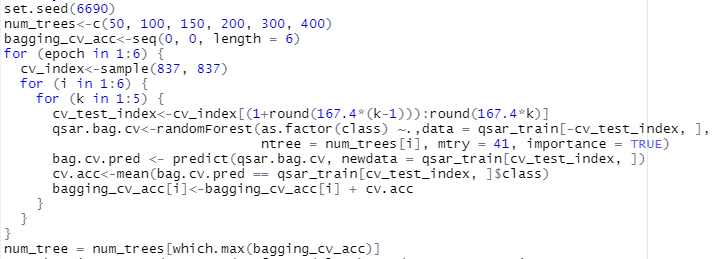 set.seed(6690)
num_trees<-c(50, 100, 150, 200, 300, 400)
bagging_cv_acc<-seq(0, 0, length = 6)
for (epoch in 1:6) {
  cv_index<-sample(837, 837)
  for (i in 1:6) {
    for (k in 1:5) {
      cv_test_index<-cv_index[(1+round(167.4*(k-1))):round(167.4*k)]
      qsar.bag.cv<-randomForest(as.factor(class) ~.,data = qsar_train[-cv_test_index, ],
                                ntree = num_trees[i], mtry = 41, importance = TRUE)
      bag.cv.pred <- predict(qsar.bag.cv, newdata = qsar_train[cv_test_index, ])
      cv.acc<-mean(bag.cv.pred == qsar_train[cv_test_index, ]$class)
      bagging_cv_acc[i]<-bagging_cv_acc[i] + cv.acc
    }
  }
}
num_tree = num_trees[which.max(bagging_cv_acc)]